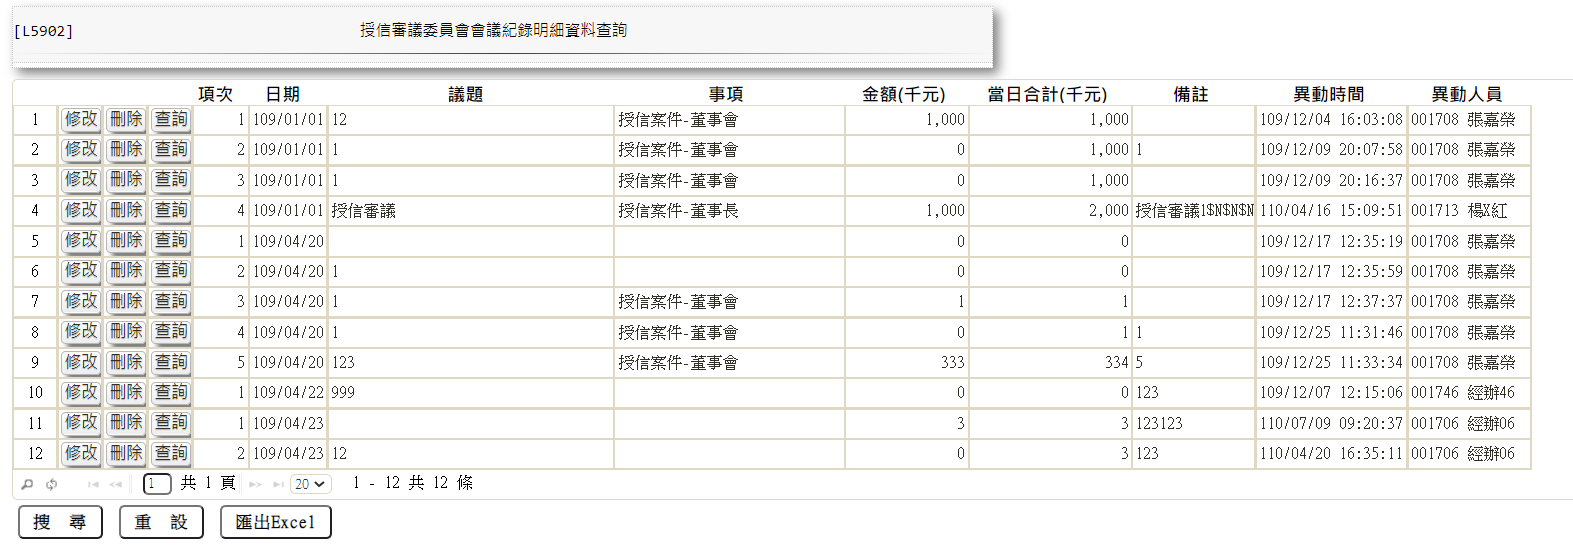 [L5902] 授信審議委員會會議紀錄明細資料查詢
項次 日期 議題 事項 金額(千元) 當日合計(千元) 備註 異動時間 異動人員
1 修改 刪除 查詢 1 109/01/01 12 授信案件-董事會 1,000 1,000 109/12/04 16:03:08 001708 張嘉榮
2 修改 刪除 查詢 2 109/01/01 1 授信案件-董事會 0 1,000 1 109/12/09 20:07:58 001708 張嘉榮
3 修改 刪除 查詢 3 109/01/01 1 授信案件-董事會 0 1,000 109/12/09 20:16:37 001708 張嘉榮
4 修改 刪除 查詢 4 109/01/01 授信審議 授信案件-董事長 1,000 2,000 授信審議1$N$N$N 110/04/16 15:09:51 001713 楊X紅
5 修改 刪除 查詢 1 109/04/20 0 0 109/12/17 12:35:19 001708 張嘉榮
6 修改 刪除 查詢 2 109/04/20 1 0 0 109/12/17 12:35:59 001708 張嘉榮
7 修改 刪除 查詢 3 109/04/20 1 授信案件-董事會 1 1 109/12/17 12:37:37 001708 張嘉榮
8 修改 刪除 查詢 4 109/04/20 1 授信案件-董事會 0 1 1 109/12/25 11:31:46 001708 張嘉榮
9 修改 刪除 查詢 5 109/04/20 123 授信案件-董事會 333 334 5 109/12/25 11:33:34 001708 張嘉榮
10 修改 刪除 查詢 1 109/04/22 999 0 0 123 109/12/07 12:15:06 001746 經辦46
11 修改 刪除 查詢 1 109/04/23 3 3 123123 110/07/09 09:20:37 001706 經辦06
12 修改 刪除 查詢 2 109/04/23 12 0 3 123 110/04/20 16:35:11 001706 經辦06
1 共 1 頁 20 1 - 12 共 12 條
搜 尋 重 設 匯出Excel